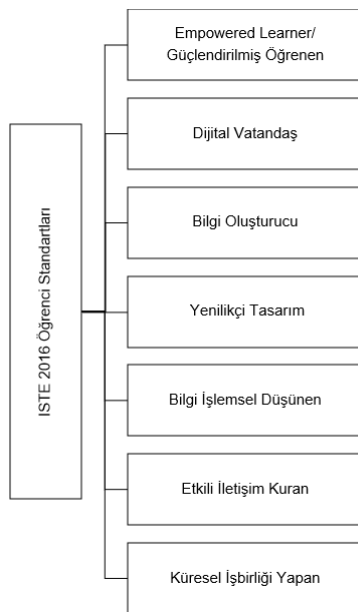 Empowered Learner/
Güçlendirilmiş Öğrenen
Dijital Vatandaş
Bilgi Oluşturucu
ISTE 2016 Öğrenci Standartları
Yenilikçi Tasarım
Bilgi İşlemsel Düşünen
Etkili İletişim Kuran
Küresel İşbirliği Yapan